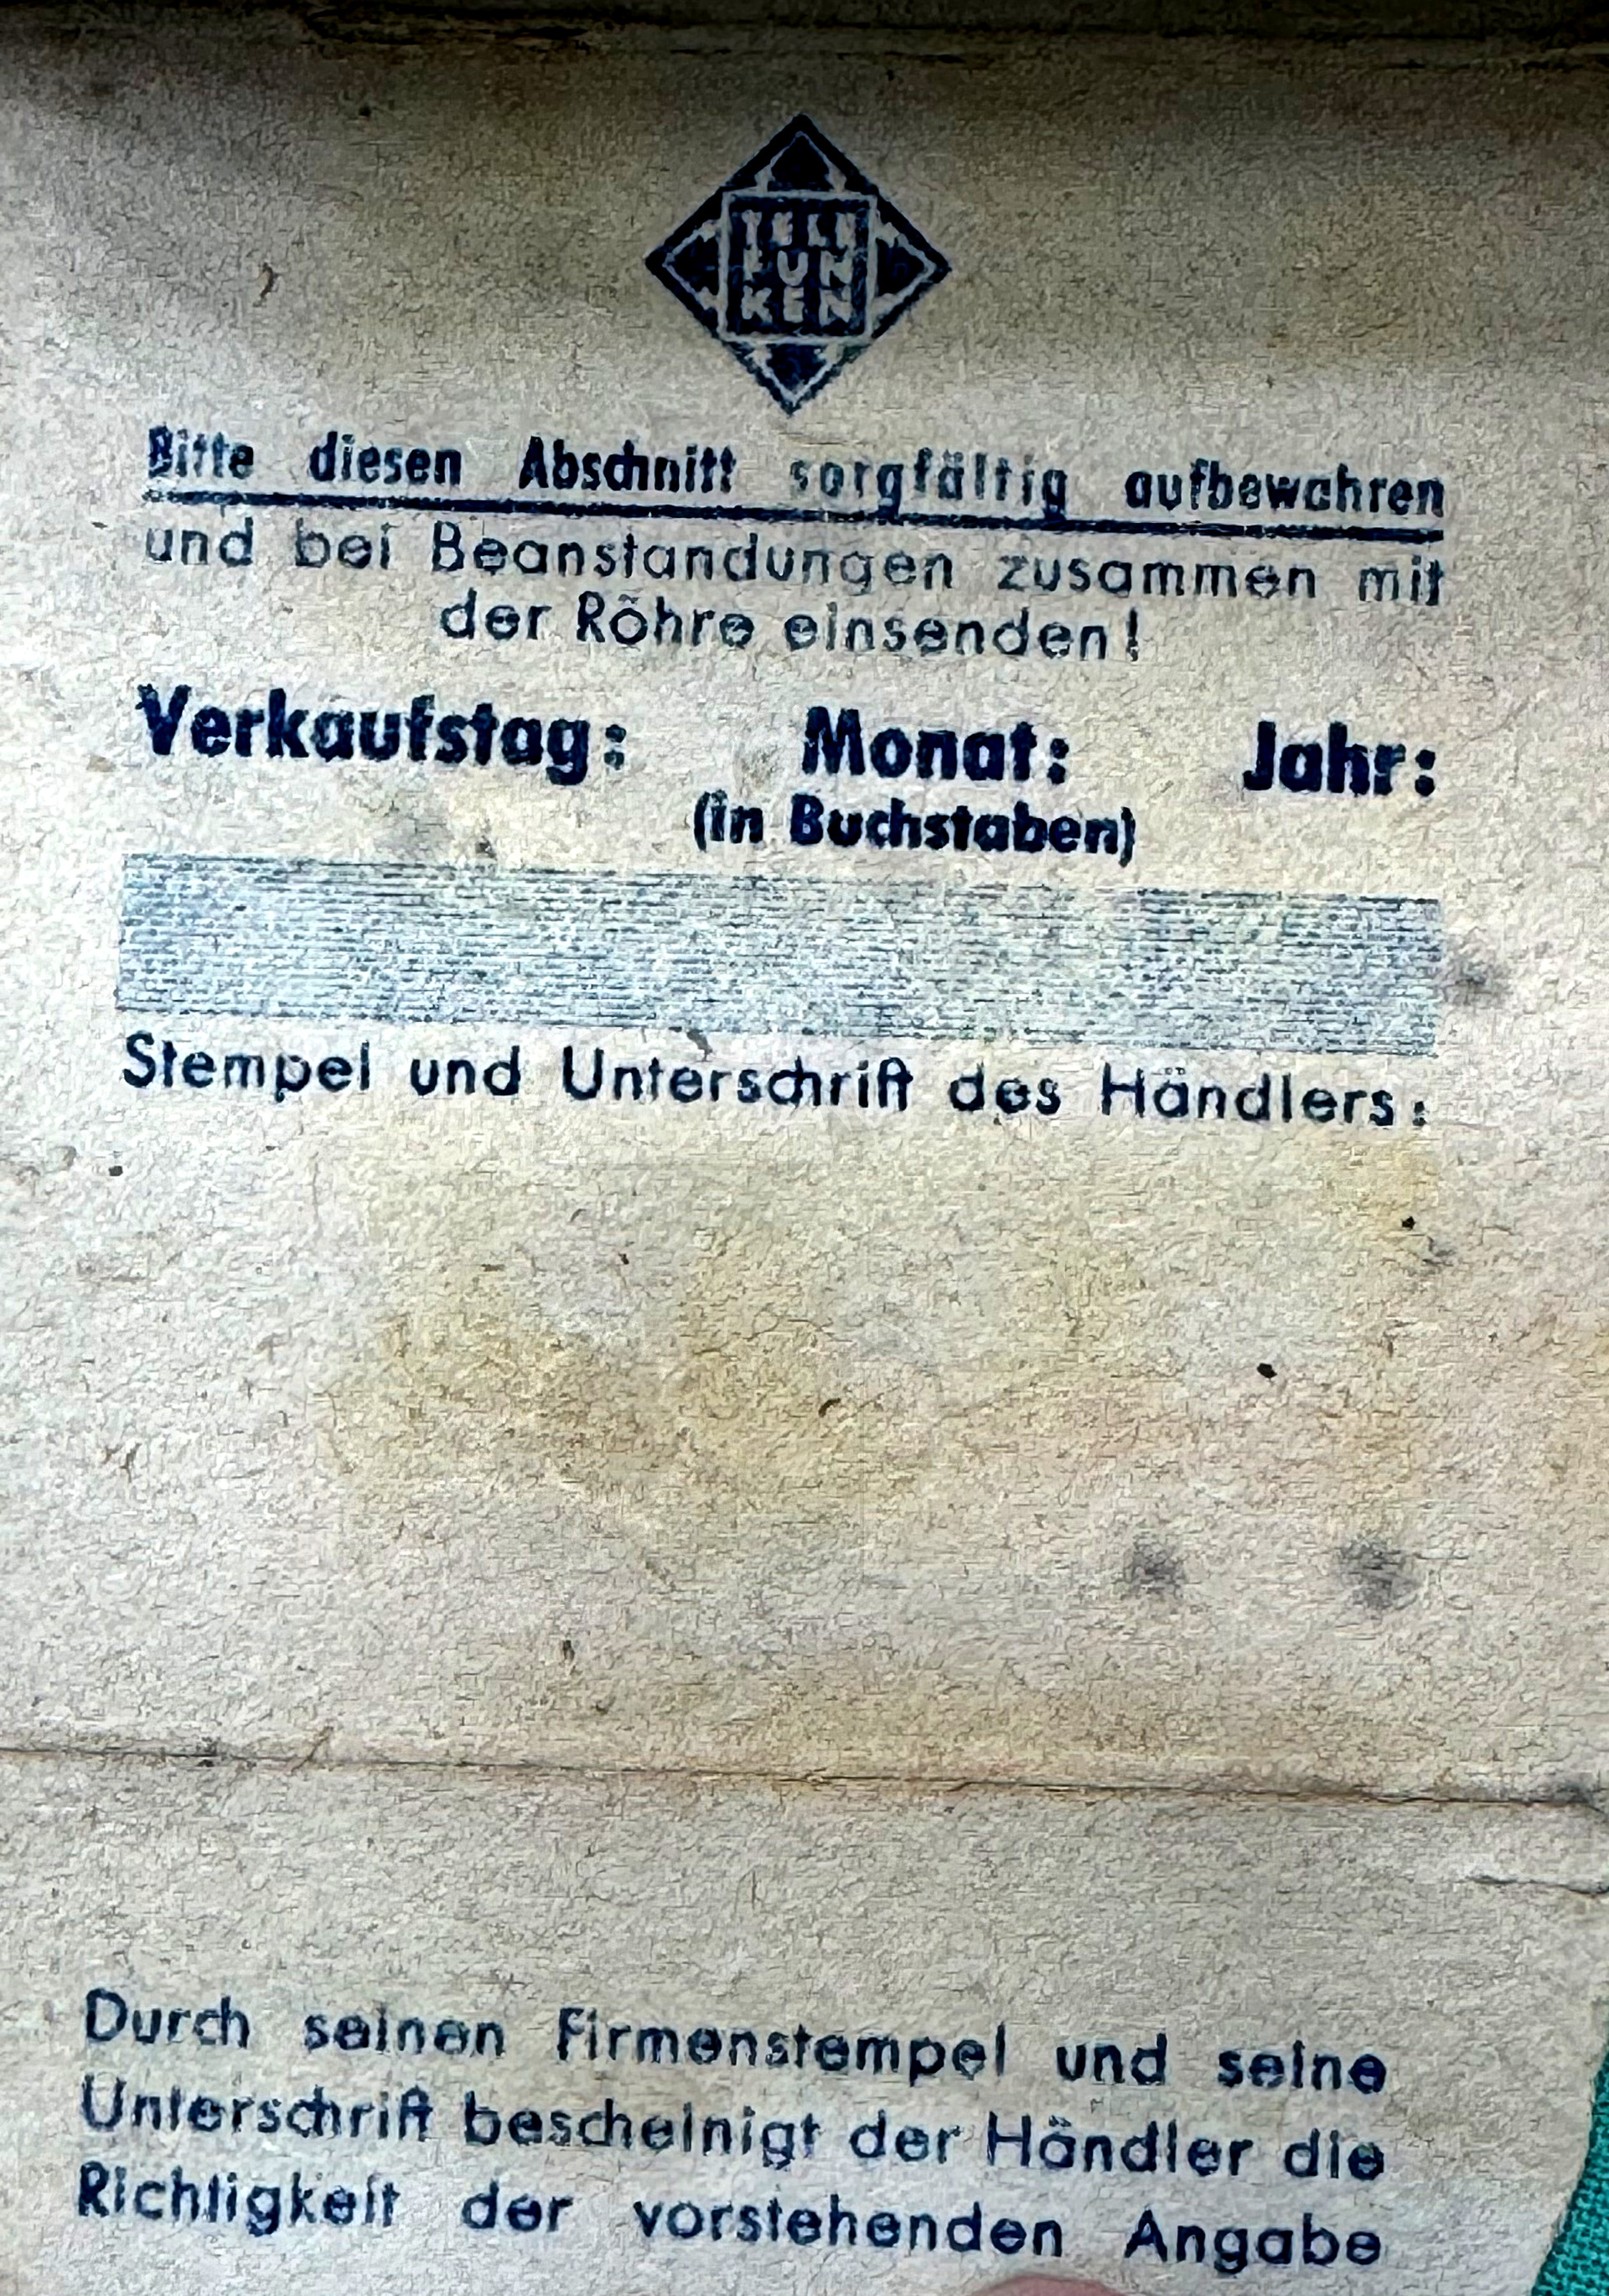 TELE
FUN
KEN
Bitte diesen Abschnitt sorgfältig aufbewahren
und bei Beanstandungen zusammen mit
der Röhre einsenden!
Verkaufstag: Monat: Jahr:
(in Buchstaben)
Stempel und Unterschrift des Händlers:
Durch seinen Firmenstempel und seine
Unterschrift bescheinigt der Händler die
Richtigkeit der vorstehenden Angabe